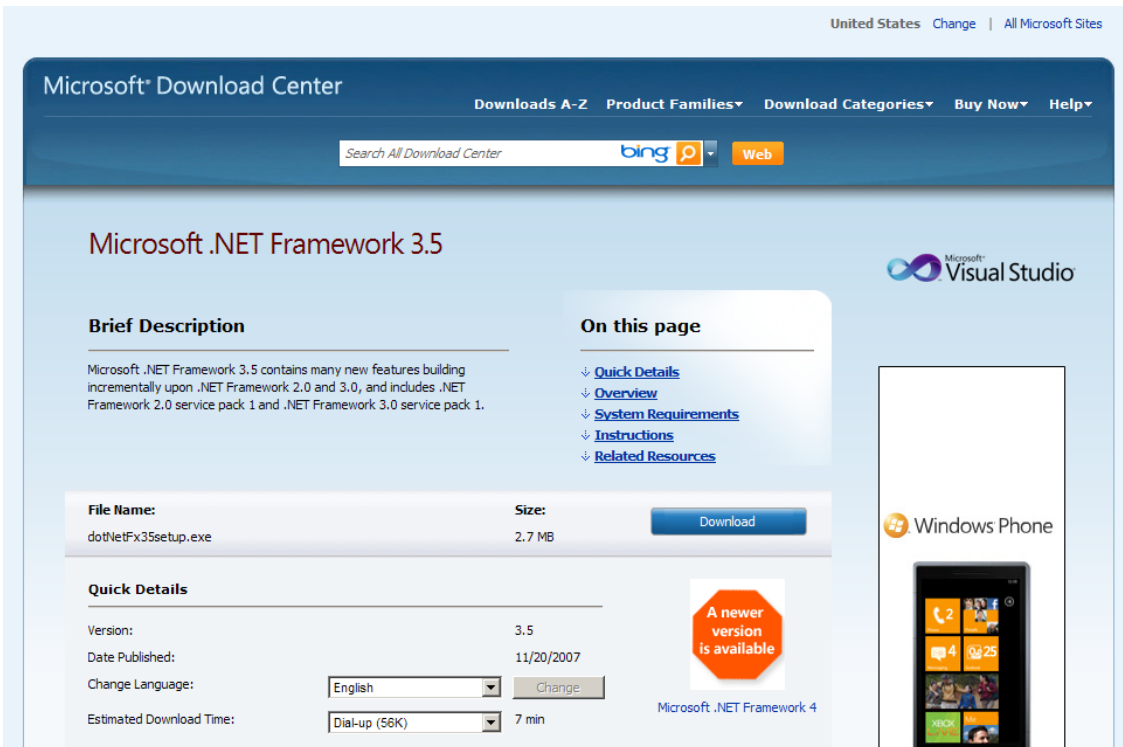 United States Change | All Microsoft Sites
Microsoft® Download Center
Downloads A-Z Product Families Download Categories Buy Now Help
Search All Download Center bing Web
Microsoft .NET Framework 3.5
Microsoft®
Visual Studio
Brief Description
Microsoft .NET Framework 3.5 contains many new features building
incrementally upon .NET Framework 2.0 and 3.0, and includes .NET
Framework 2.0 service pack 1 and .NET Framework 3.0 service pack 1.
On this page
Quick Details
Overview
System Requirements
Instructions
Related Resources
File Name: Size:
dotNetFx35setup.exe 2.7 MB
Download
Quick Details
Version: 3.5
Date Published: 11/20/2007
Change Language: English Change
Estimated Download Time: Dial-up (56K) 7 min
A newer
version
is available
Microsoft .NET Framework 4
Windows Phone
2
4
25
XBOX
LIVE
Me